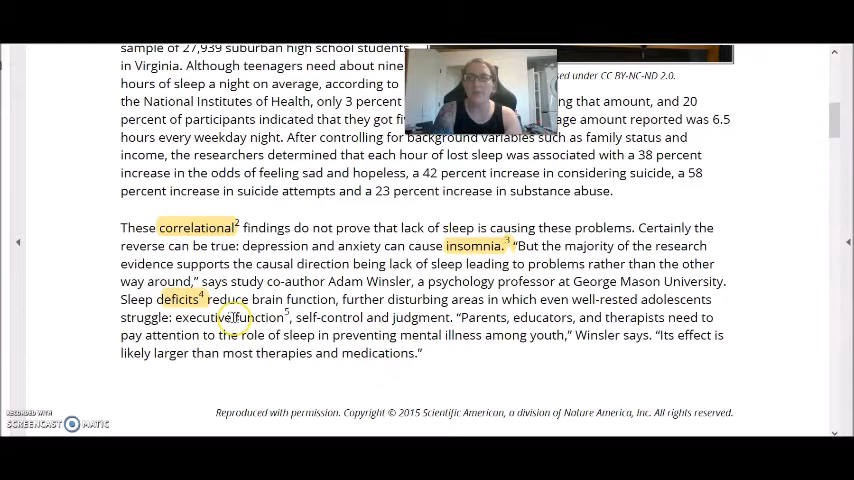 sample of 27,939 suburban high school students
in Virginia. Although teenagers need about nine
sed under CC BY-NC-ND 2.0.
hours of sleep a night on average, according to
the National Institutes of Health, only 3 percent ing that amount, and 20
percent of participants indicated that they got fi age amount reported was 6.5
hours every weekday night. After controlling for background variables such as family status and
income, the researchers determined that each hour of lost sleep was associated with a 38 percent
increase in the odds of feeling sad and hopeless, a 42 percent increase in considering suicide, a 58
percent increase in suicide attempts and a 23 percent increase in substance abuse.
These correlational2 findings do not prove that lack of sleep is causing these problems. Certainly the
reverse can be true: depression and anxiety can cause insomnia.3 “But the majority of the research
evidence supports the causal direction being lack of sleep leading to problems rather than the other
way around,” says study co-author Adam Winsler, a psychology professor at George Mason University.
Sleep deficits4 reduce brain function, further disturbing areas in which even well-rested adolescents
struggle: executive function5, self-control and judgment. “Parents, educators, and therapists need to
pay attention to the role of sleep in preventing mental illness among youth,” Winsler says. “Its effect is
likely larger than most therapies and medications.”
Reproduced with permission. Copyright © 2015 Scientific American, a division of Nature America, Inc. All rights reserved.
RECORDED WITH
SCREENCAST MATIC